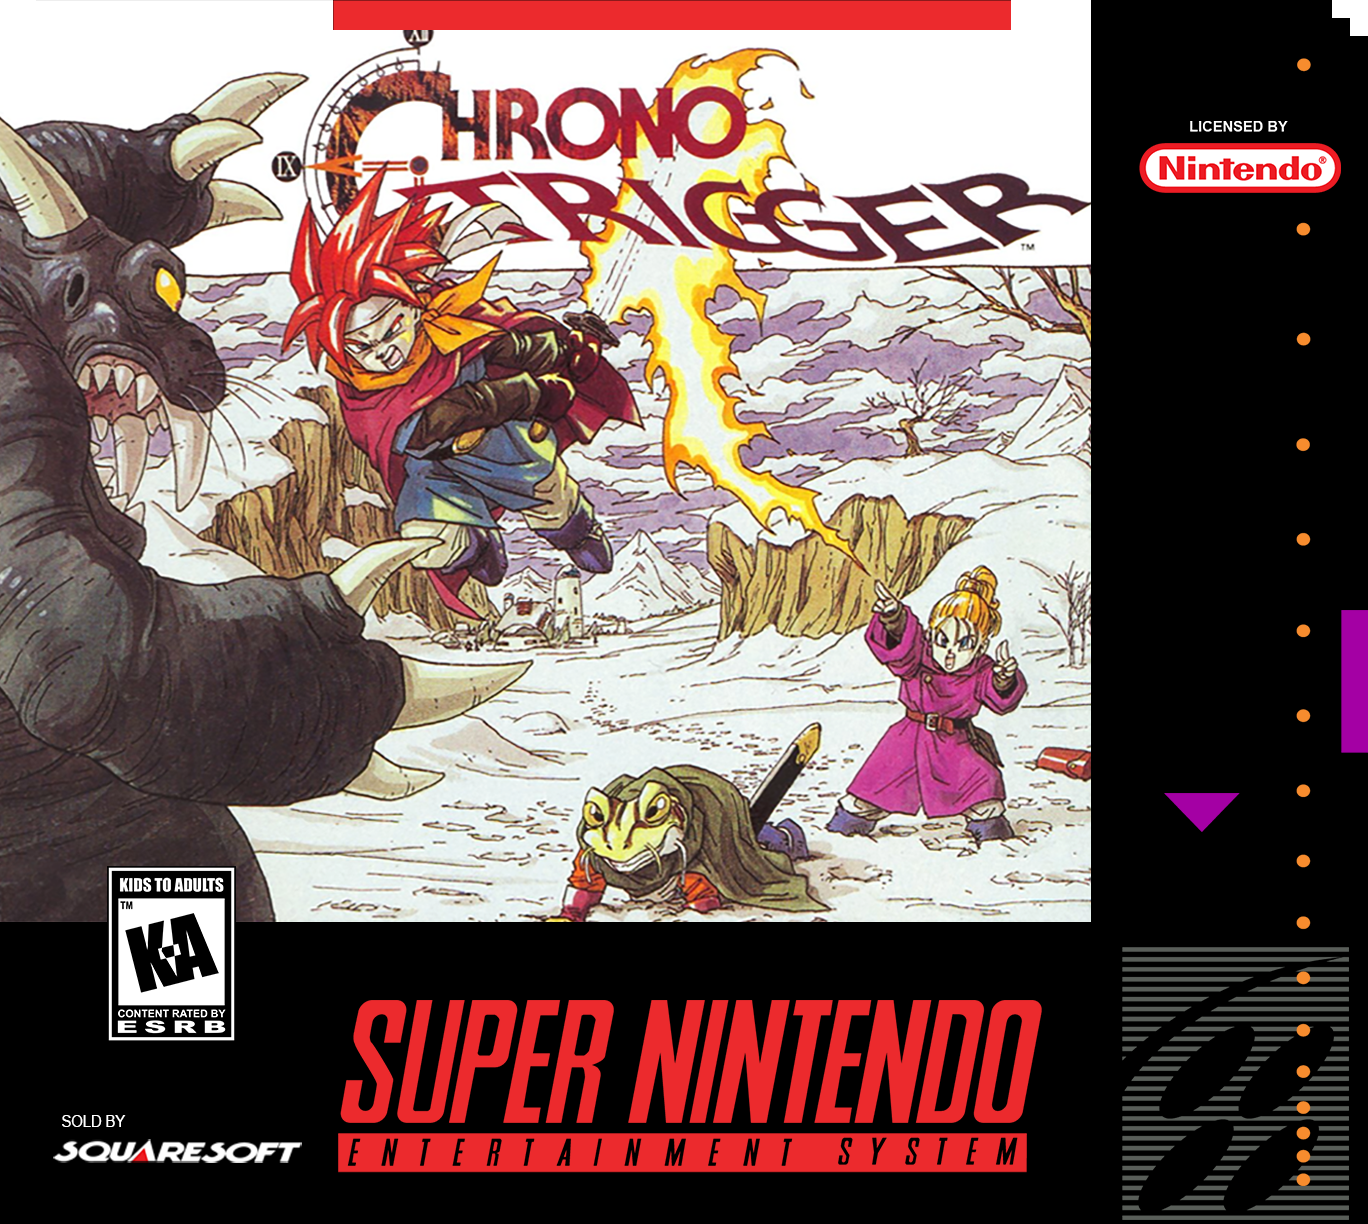 XII
IX
CHRONO
TRIGGER
™
LICENSED BY
Nintendo®
KIDS TO ADULTS
™
K-A
CONTENT RATED BY
ESRB
SOLD BY
SQUARESOFT
SUPER NINTENDO
ENTERTAINMENT SYSTEM